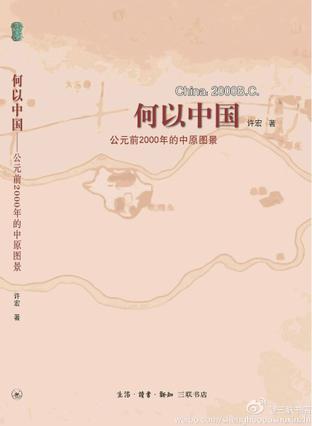 何以中国——公元前2000年的中原图景
许宏 著
China: 2000B.C.
何以中国
许宏 著
公元前2000年的中原图景
生活·读书·新知 三联书店
@三联书店